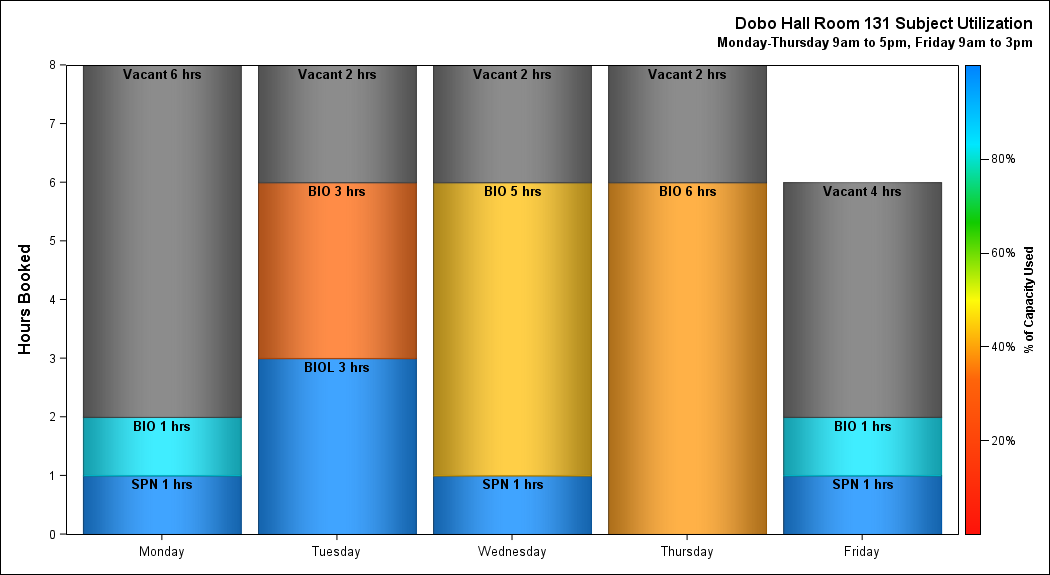 Dobo Hall Room 131 Subject Utilization
Monday-Thursday 9am to 5pm, Friday 9am to 3pm
Hours Booked
8
7
6
5
4
3
2
1
0
Vacant 6 hrs
BIO 1 hrs
SPN 1 hrs
Vacant 2 hrs
BIO 3 hrs
BIOL 3 hrs
Vacant 2 hrs
BIO 5 hrs
SPN 1 hrs
Vacant 2 hrs
BIO 6 hrs
Vacant 4 hrs
BIO 1 hrs
SPN 1 hrs
Monday
Tuesday
Wednesday
Thursday
Friday
80%
60%
40%
20%
% of Capacity Used